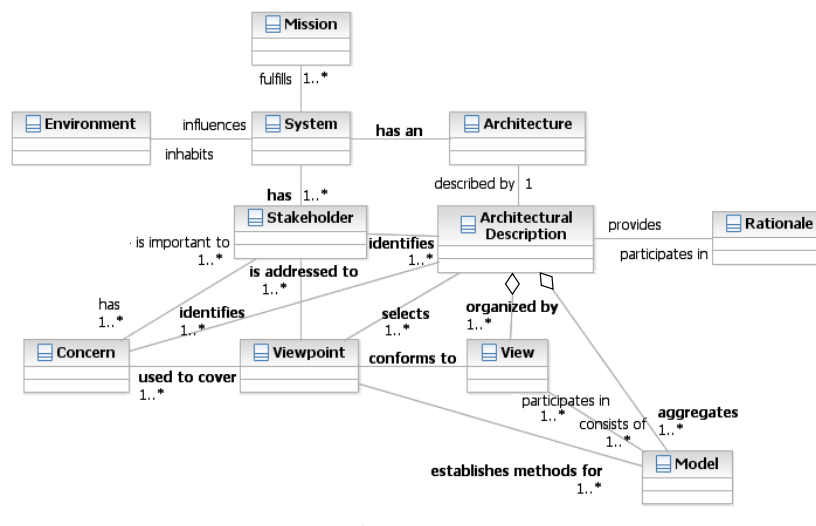 Mission
fulfills 1..*
Environment
influences
inhabits
System
has an
Architecture
has 1..*
described by 1
Stakeholder
Architectural
Description
provides
participates in
Rationale
is important to
1..*
identifies
1..*
is addressed to
1..*
has
1..*
identifies
1..*
selects
1..*
organized by
1..*
Concern
used to cover
1..*
Viewpoint
conforms to
View
participates in
1..*
consists of
1..*
aggregates
1..*
establishes methods for
1..*
Model